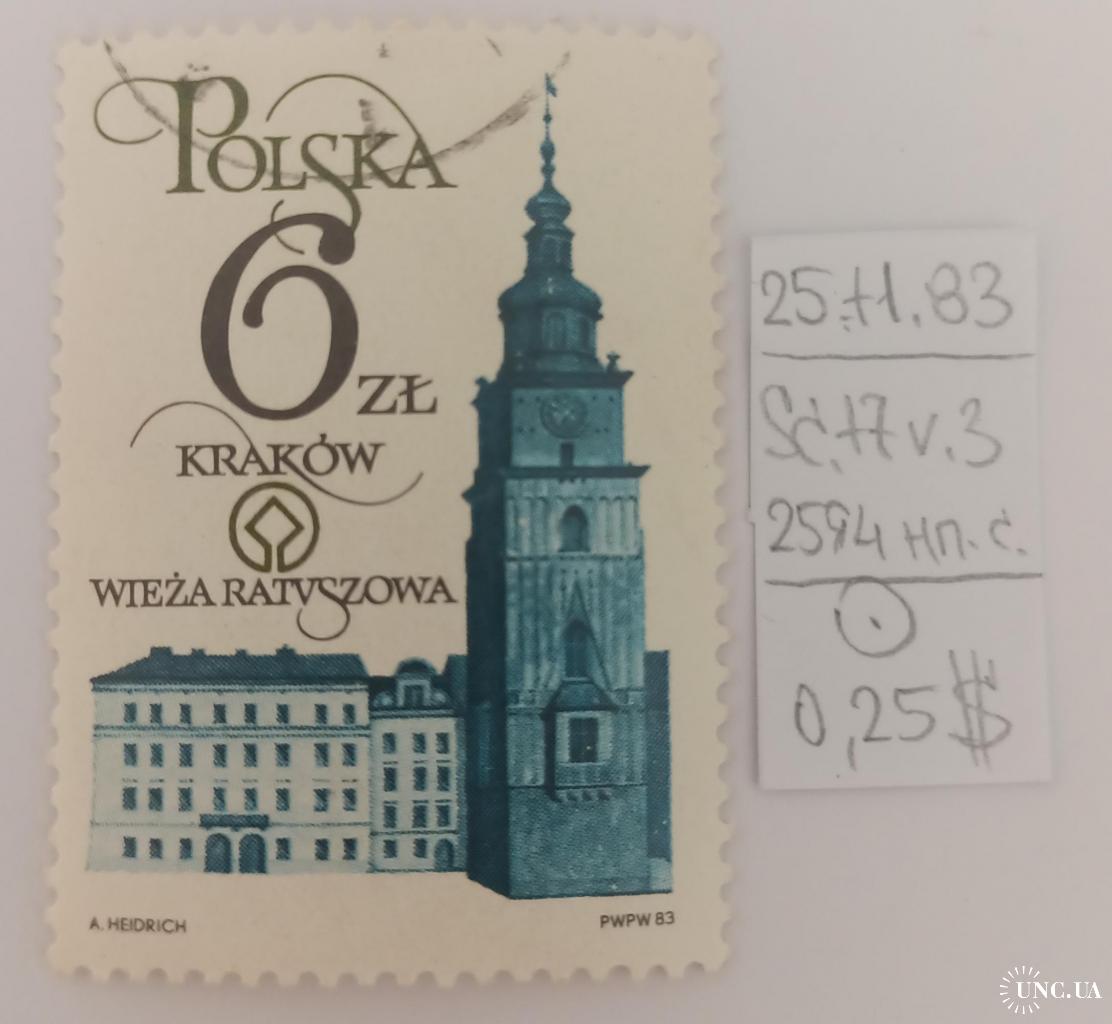 POLSKA
6 ZŁ
KRAKÓW
WIEŻA RATVSZOWA
A. HEIDRICH
PWPW 83
25.11.83
Sc.17 v.3
2594 нп. с.
0,25 $
UNC.UA